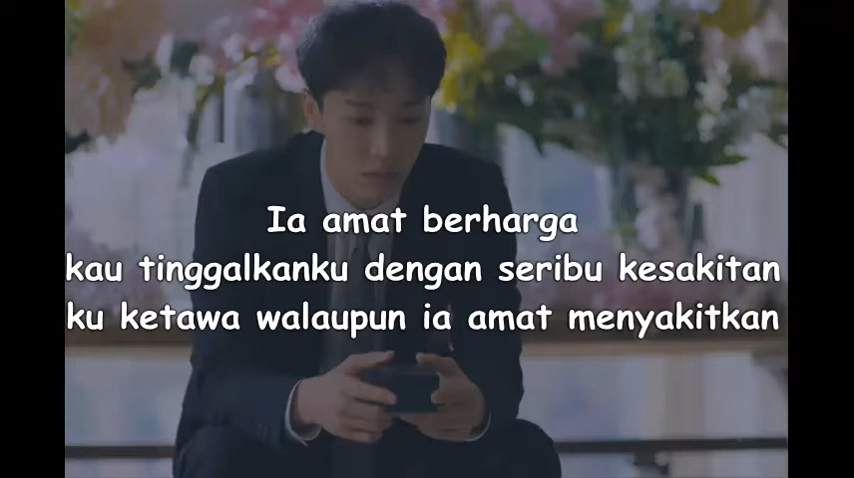 Ia amat berharga
kau tinggalkanku dengan seribu kesakitan
ku ketawa walaupun ia amat menyakitkan